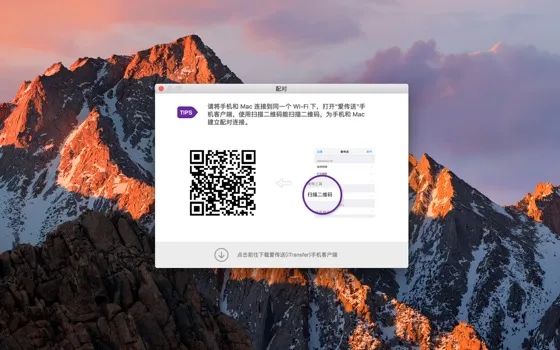 配对
TIPS
请将手机和 Mac 连接到同一个 Wi-Fi 下，打开“爱传送”手
机客户端，使用扫描二维码能扫描二维码，为手机和 Mac
建立配对连接。
扫描二维码
点击前往下载爱传送(iTransfer)手机客户端